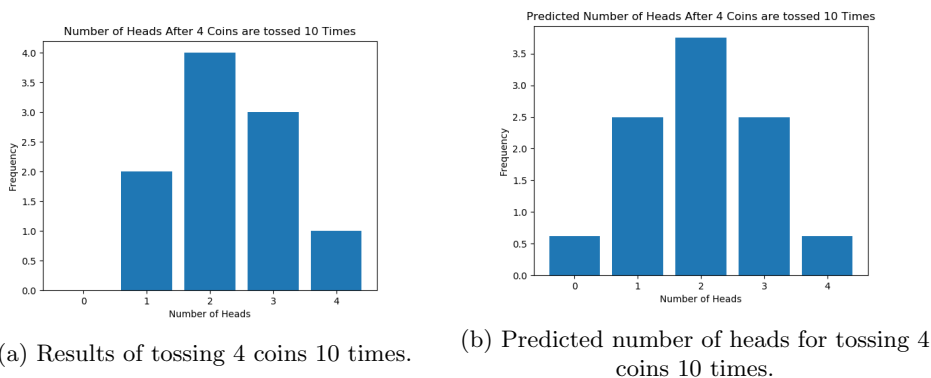 Number of Heads After 4 Coins are tossed 10 Times
4.0
3.5
3.0
2.5
2.0
1.5
1.0
0.5
0.0
Frequency
0 1 2 3 4
Number of Heads
(a) Results of tossing 4 coins 10 times.
Predicted Number of Heads After 4 Coins are tossed 10 Times
3.5
3.0
2.5
2.0
1.5
1.0
0.5
0.0
Frequency
0 1 2 3 4
Number of Heads
(b) Predicted number of heads for tossing 4
coins 10 times.